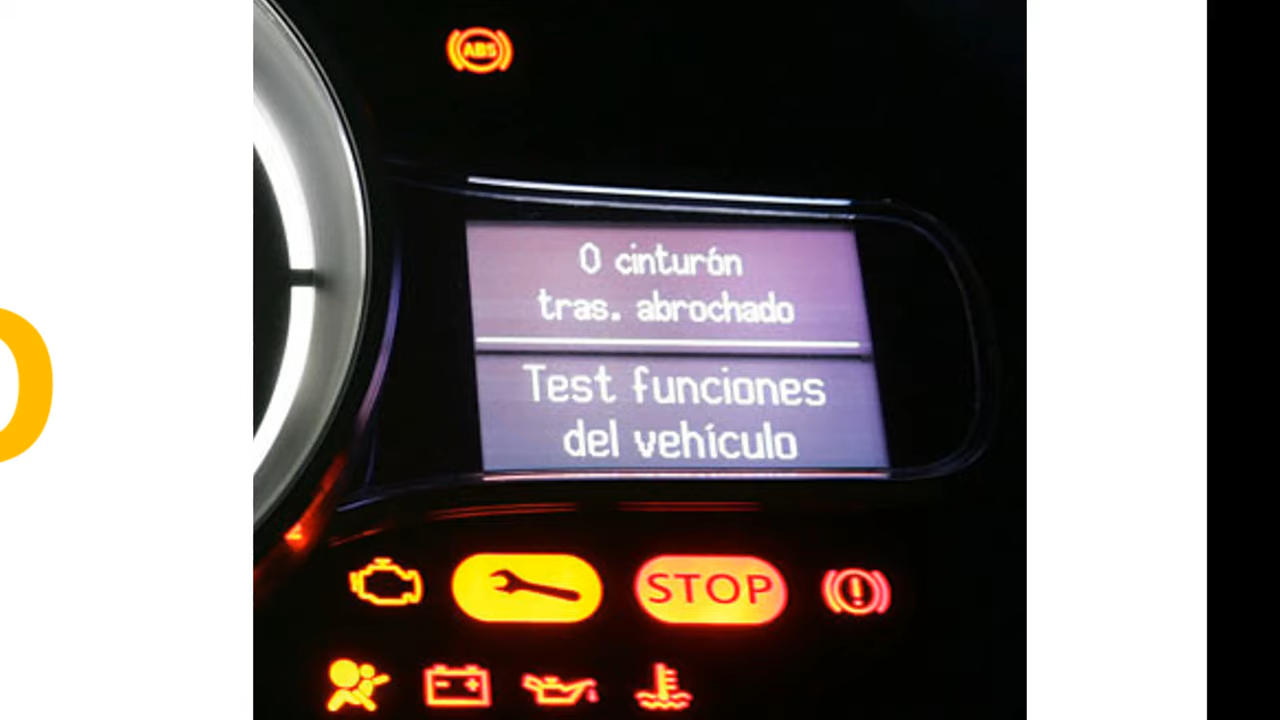 ABS
0 cinturón
tras. abrochado
Test funciones
del vehículo
STOP